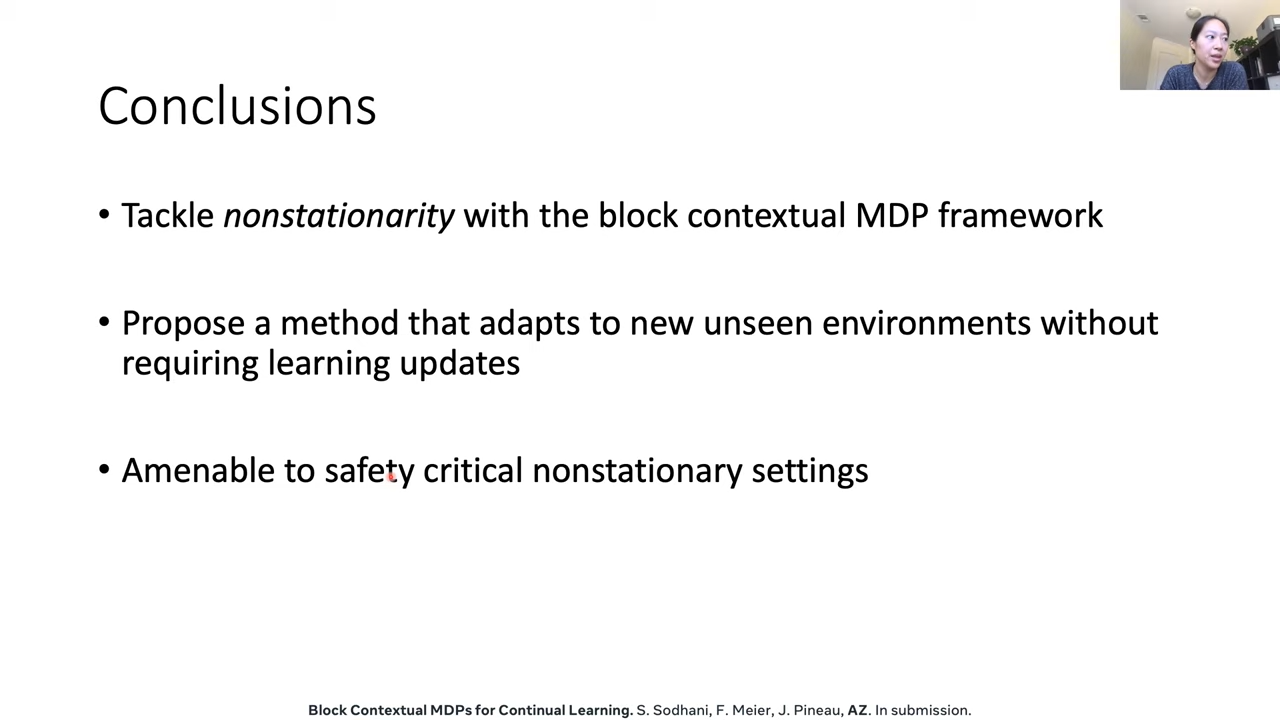 Conclusions
• Tackle nonstationarity with the block contextual MDP framework
• Propose a method that adapts to new unseen environments without
requiring learning updates
• Amenable to safety critical nonstationary settings
Block Contextual MDPs for Continual Learning. S. Sodhani, F. Meier, J. Pineau, AZ. In submission.